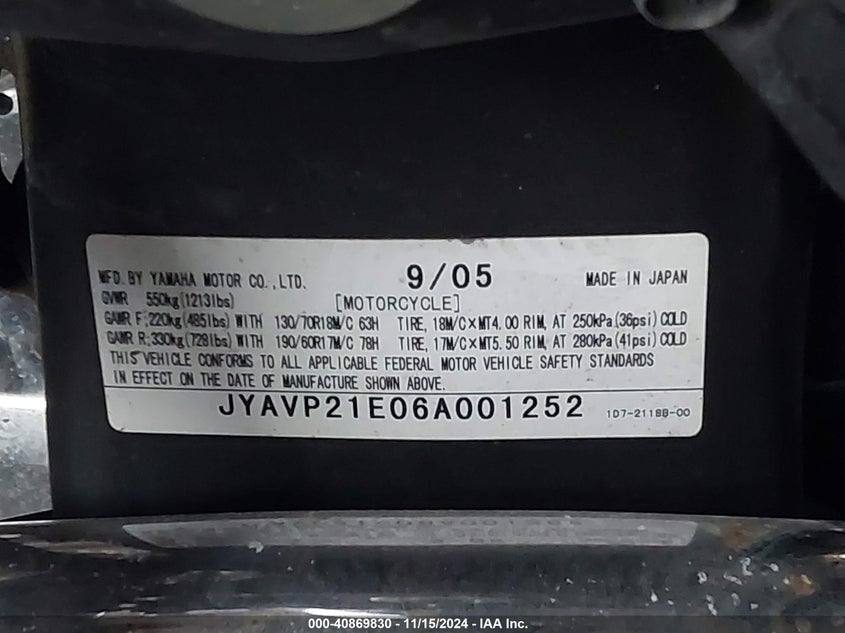 MFD. BY YAMAHA MOTOR CO., LTD. 9/05 MADE IN JAPAN
GVWR 550kg(1213lbs) [MOTORCYCLE]
GAWR F:220kg(485lbs) WITH 130/70R18M/C 63H TIRE, 18M/C×MT4.00 RIM, AT 250kPa(36psi) COLD
GAWR R:330kg(728lbs) WITH 190/60R17M/C 78H TIRE, 17M/C×MT5.50 RIM, AT 280kPa(41psi) COLD
THIS VEHICLE CONFORMS TO ALL APPLICABLE FEDERAL MOTOR VEHICLE SAFETY STANDARDS
IN EFFECT ON THE DATE OF MANUFACTURE SHOWN ABOVE.
JYAVP21E06A001252 1D7-2118B-00
000-40869830 - 11/15/2024 - IAA Inc.